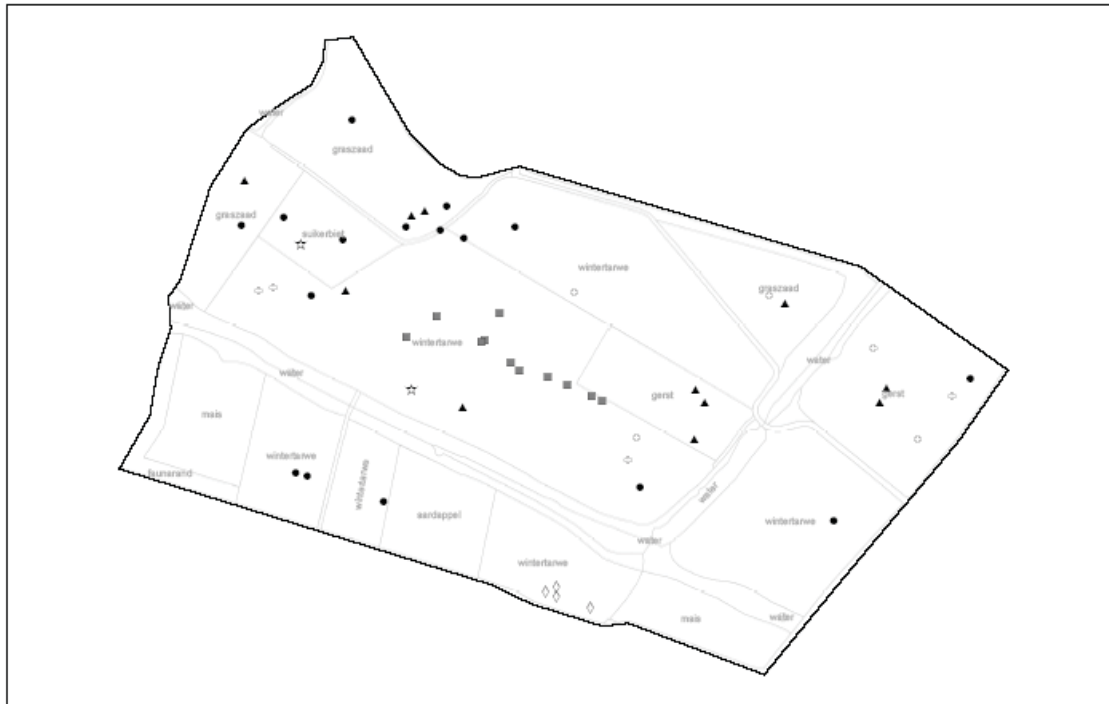 water
graszaad
graszaad
suikerbiet
wintertarwe
graszaad
water
wintertarwe
water
water
gerst
gerst
mais
wintertarwe
faunarand
wintertarwe
water
aardappel
wintertarwe
water
wintertarwe
mais
water